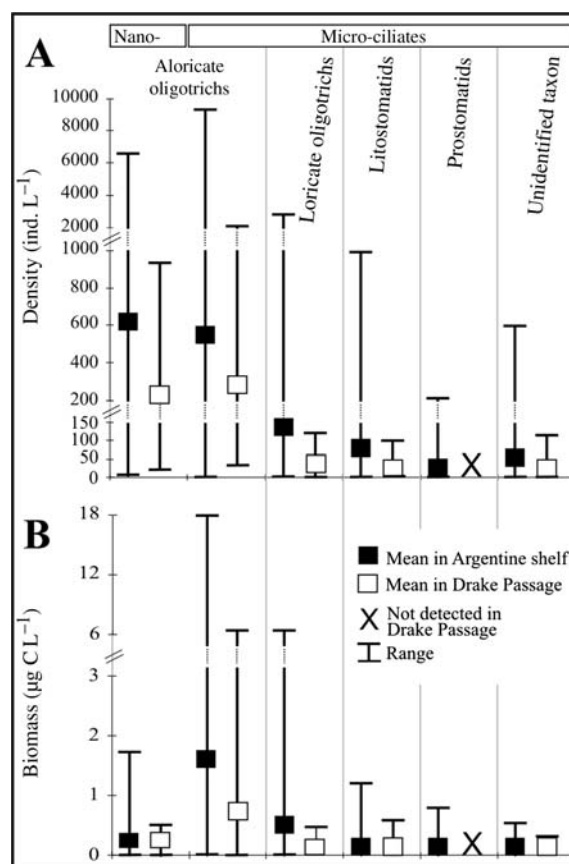 Nano-
Micro-ciliates
A
Aloricate
oligotrichs
Loricate oligotrichs
Litostomatids
Prostomatids
Unidentified taxon
Density (ind. L⁻¹)
10000
8000
6000
4000
2000
1000
800
600
400
200
150
100
50
0
B
Biomass (µg C L⁻¹)
18
12
6
3
2
1
0
Mean in Argentine shelf
Mean in Drake Passage
X Not detected in
Drake Passage
Range